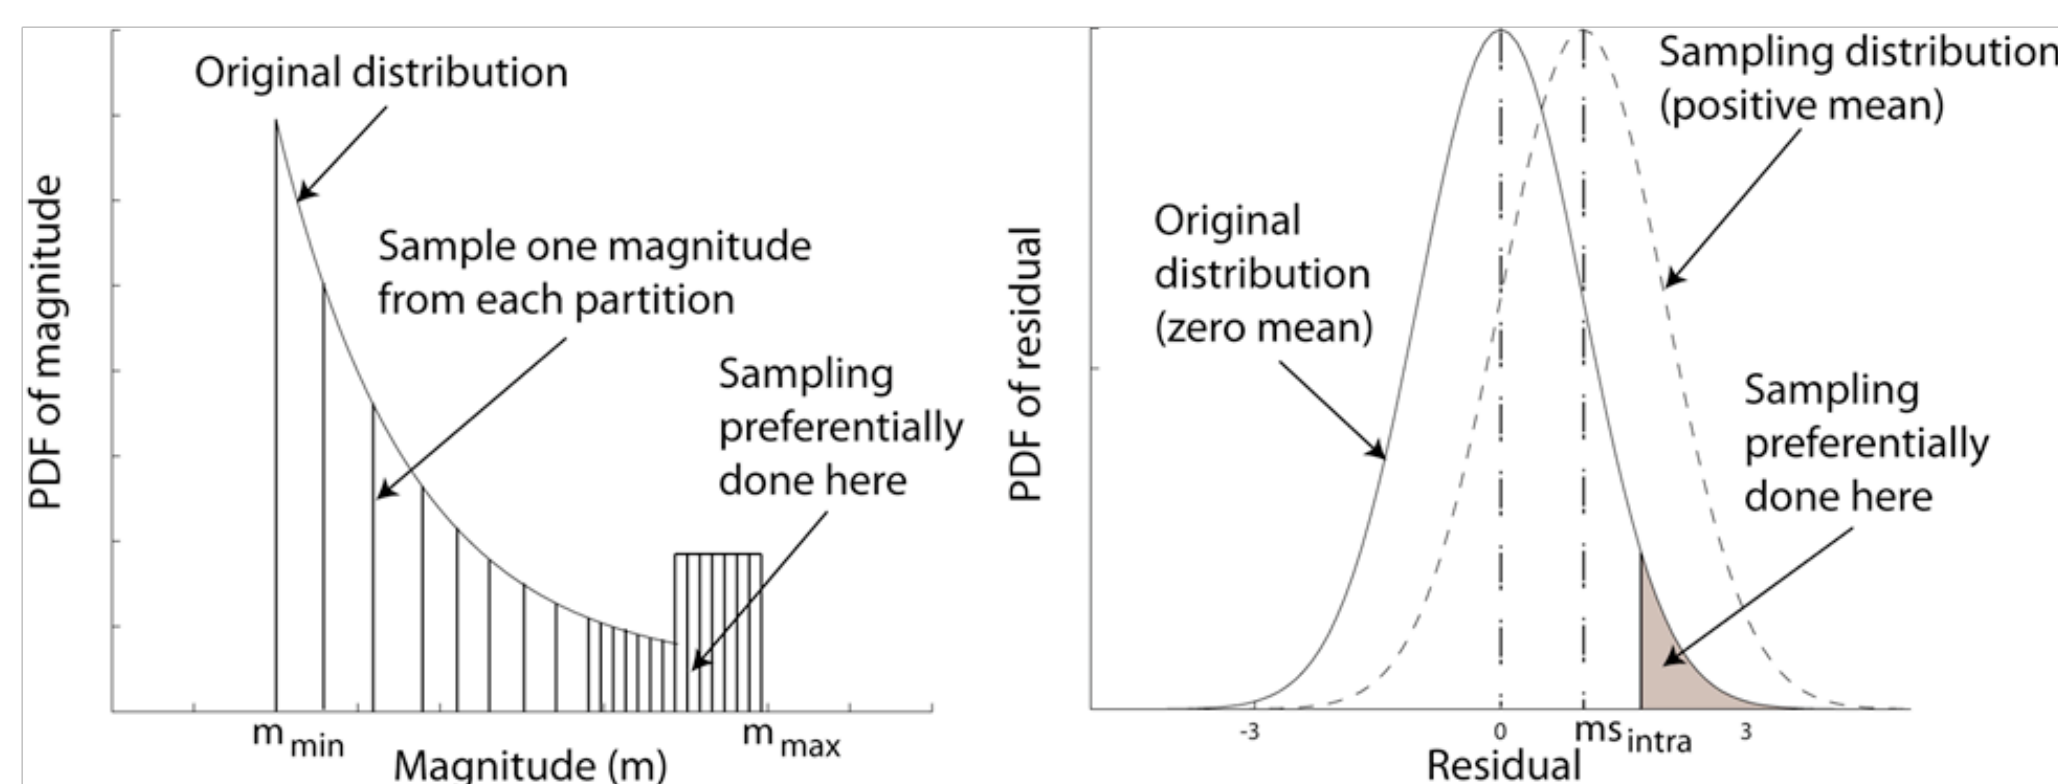 Original distribution
Sample one magnitude
from each partition
Sampling
preferentially
done here
PDF of magnitude
m min
m max
Magnitude (m)
Sampling distribution
(positive mean)
Original
distribution
(zero mean)
Sampling
preferentially
done here
PDF of residual
-3
0
ms intra
3
Residual